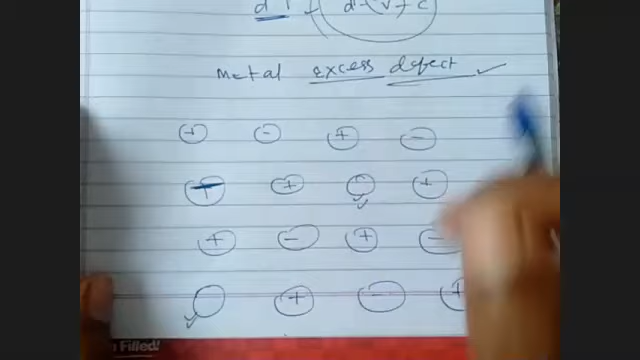 metal excess defect ✓
+ - + -
+ + +
+ - + -
+ - +
Filled!